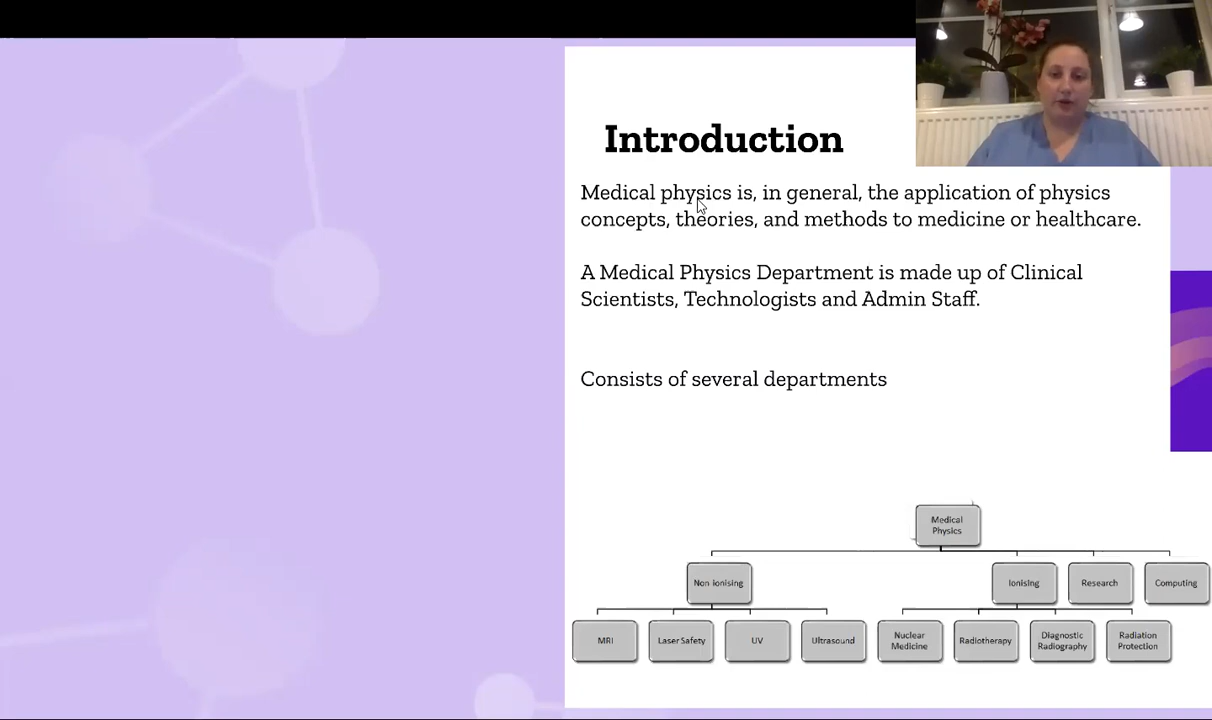 Introduction
Medical physics is, in general, the application of physics
concepts, theories, and methods to medicine or healthcare.
A Medical Physics Department is made up of Clinical
Scientists, Technologists and Admin Staff.
Consists of several departments
Medical
Physics
Non-Ionising
Ionising
Research
Computing
MRI
Laser Safety
UV
Ultrasound
Nuclear
Medicine
Radiotherapy
Diagnostic
Radiography
Radiation
Protection